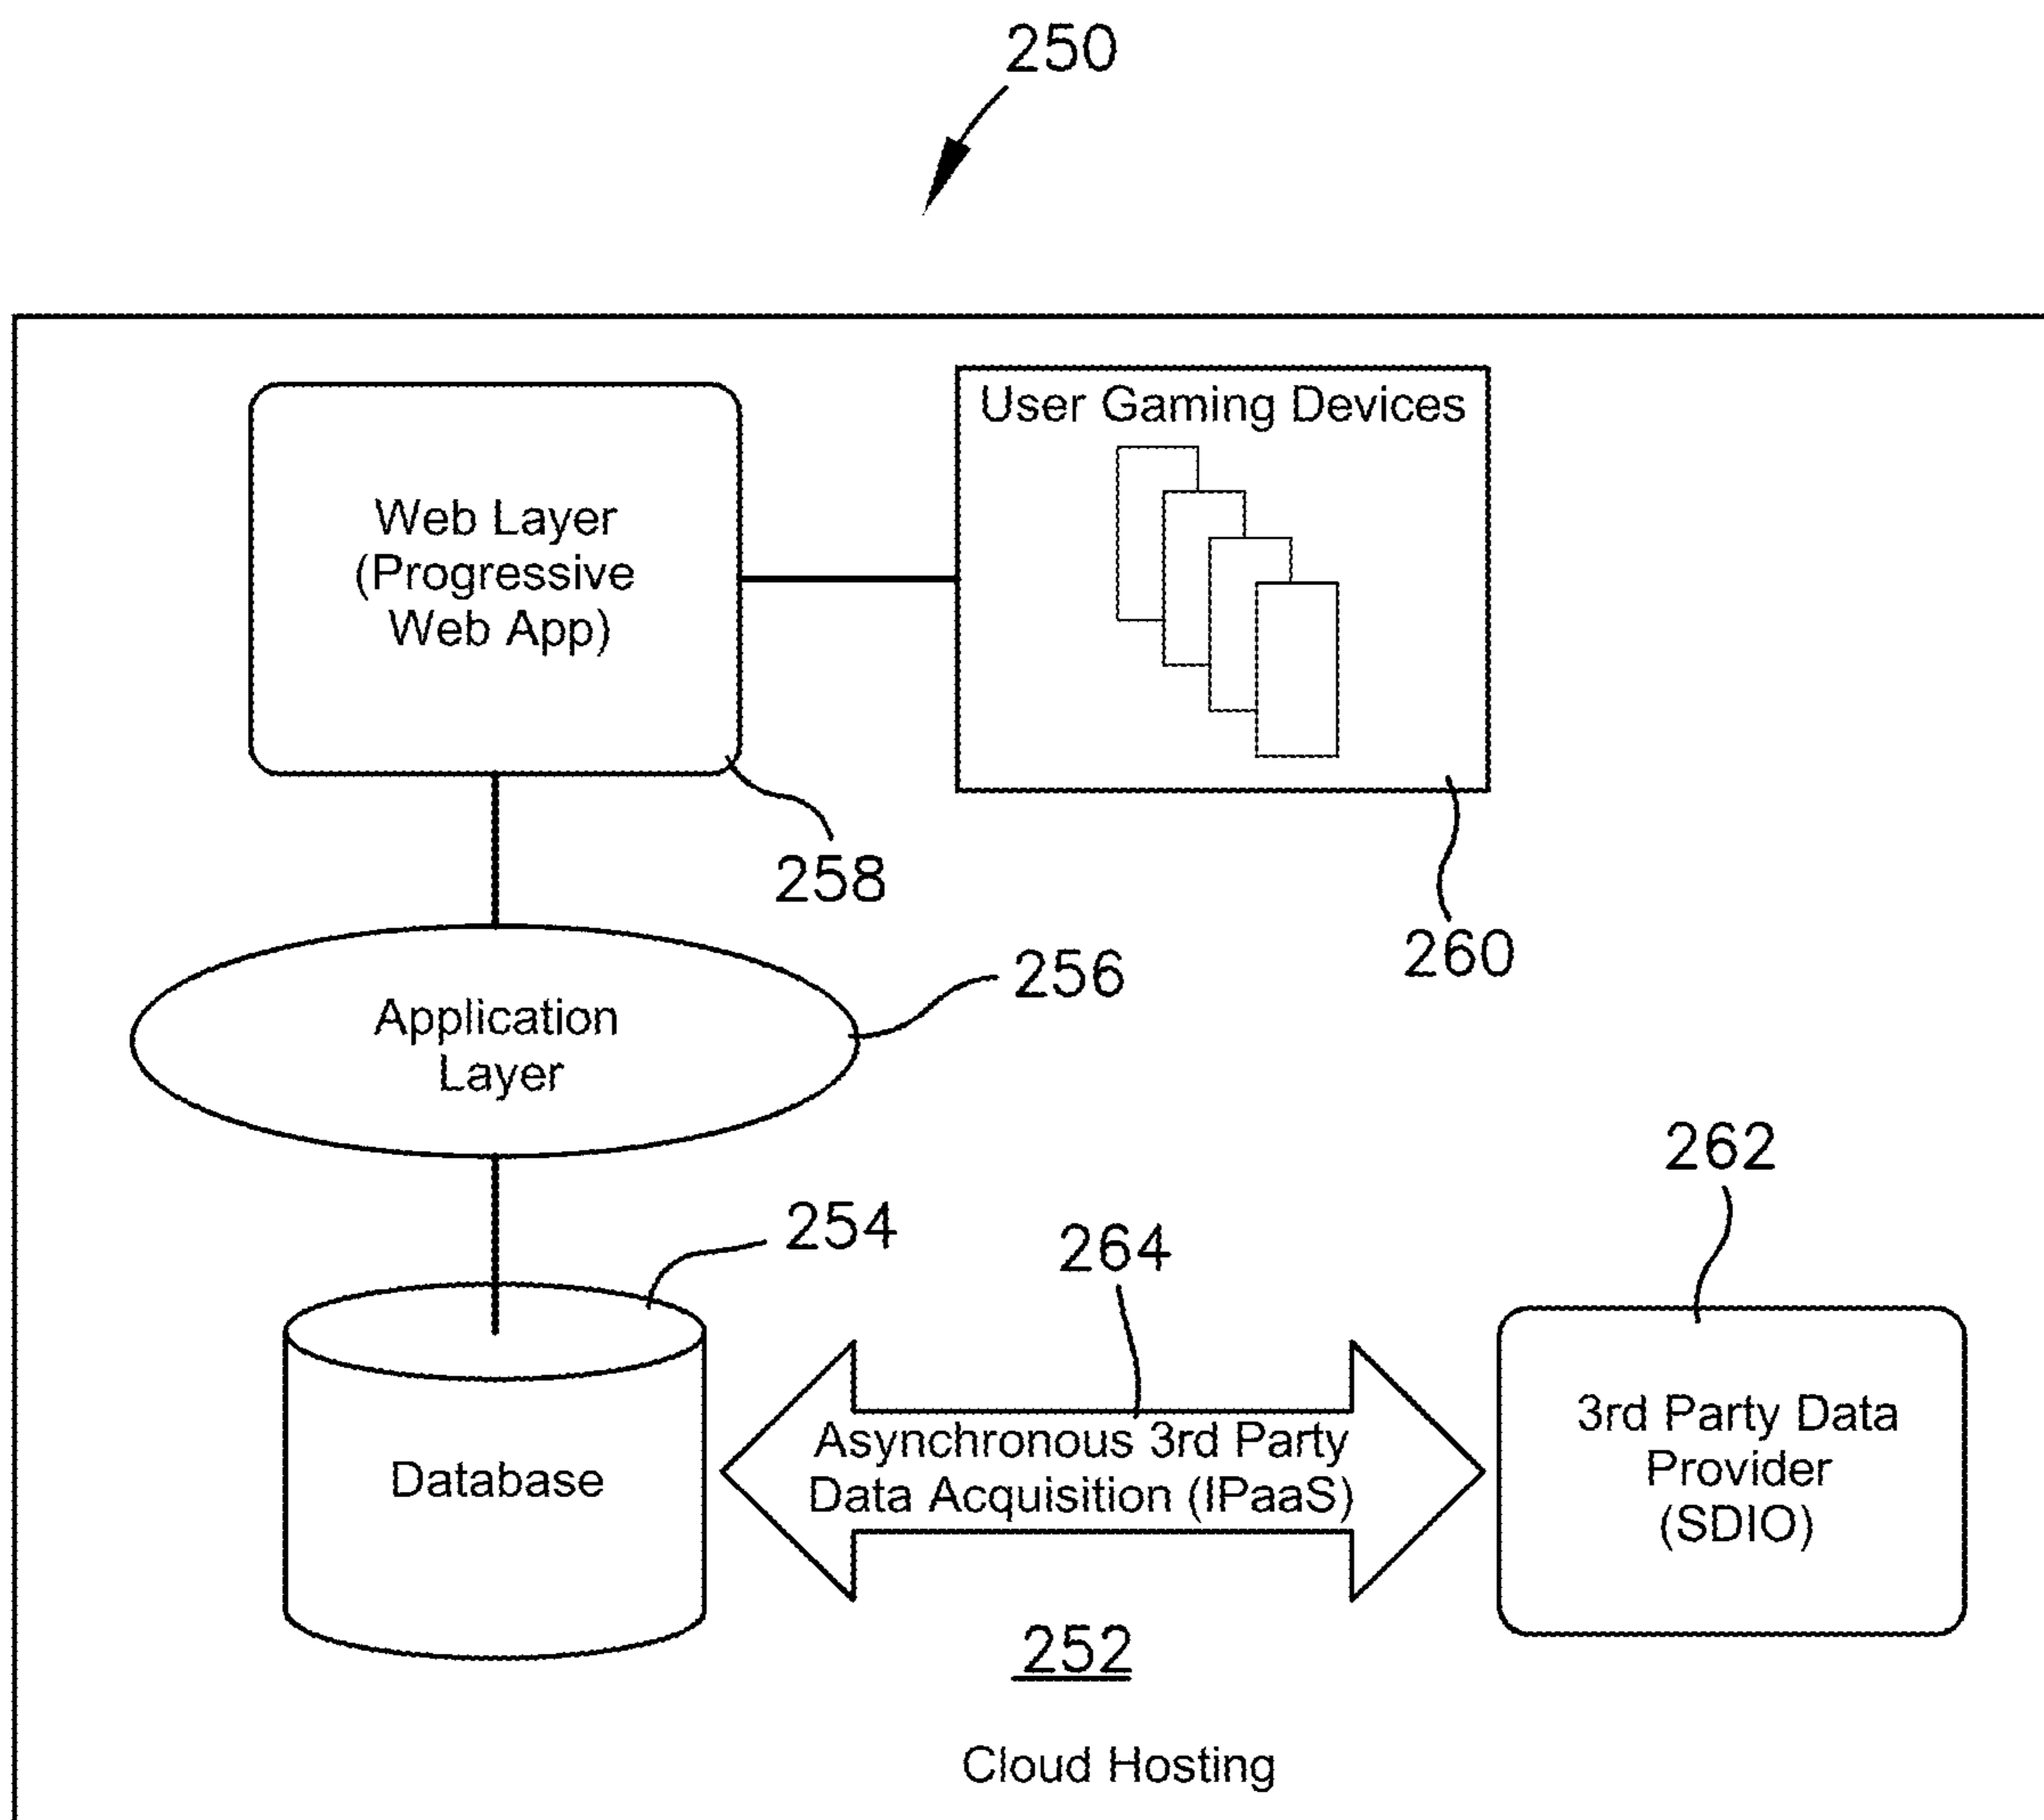 250
User Gaming Devices
Web Layer
(Progressive
Web App)
258
260
256
Application
Layer
262
254
264
3rd Party Data
Provider
(SDIO)
Asynchronous 3rd Party
Data Acquisition (IPaaS)
Database
252
Cloud Hosting